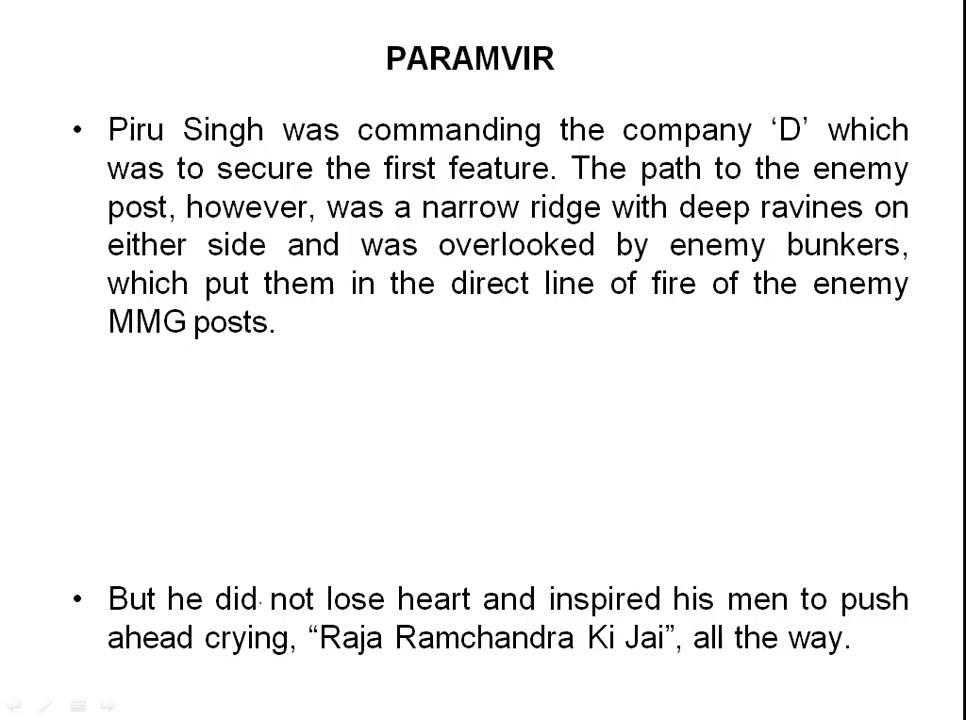 PARAMVIR
• Piru Singh was commanding the company ‘D’ which
was to secure the first feature. The path to the enemy
post, however, was a narrow ridge with deep ravines on
either side and was overlooked by enemy bunkers,
which put them in the direct line of fire of the enemy
MMG posts.
• But he did not lose heart and inspired his men to push
ahead crying, “Raja Ramchandra Ki Jai”, all the way.